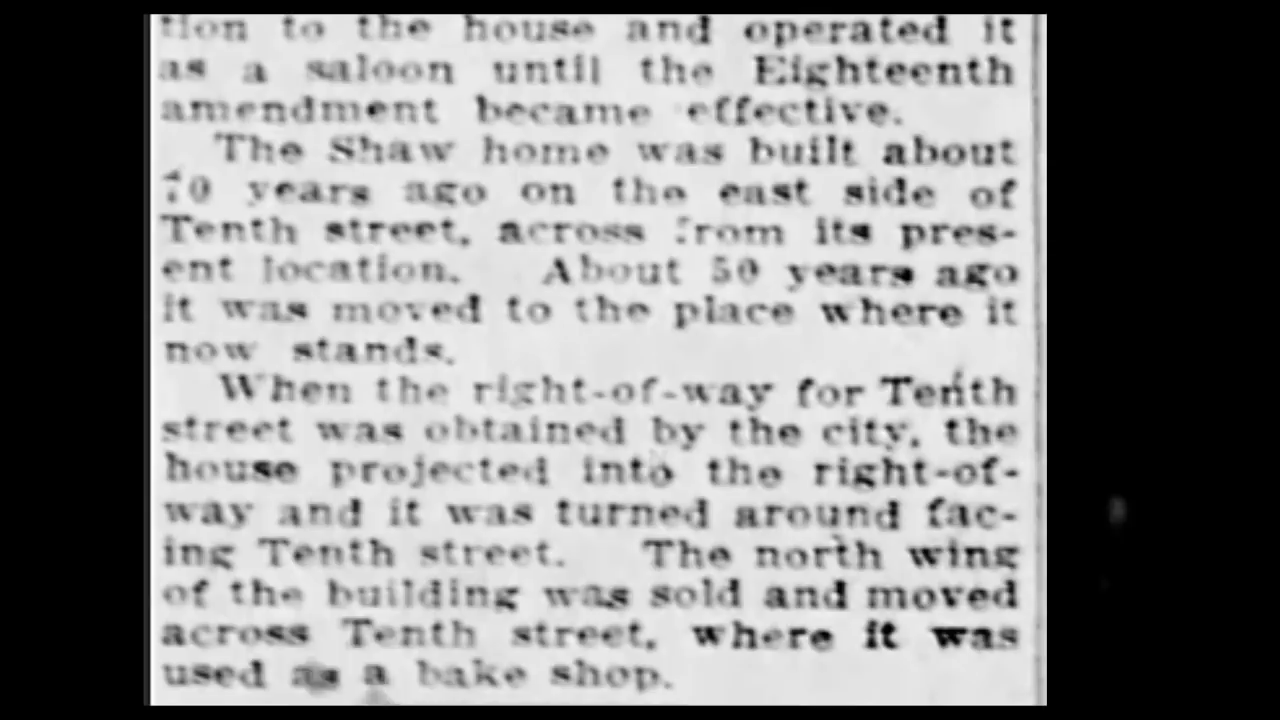 tion to the house and operated it
as a saloon until the Eighteenth
amendment became effective.
The Shaw home was built about
70 years ago on the east side of
Tenth street, across from its pres-
ent location. About 50 years ago
it was moved to the place where it
now stands.
When the right-of-way for Tenth
street was obtained by the city, the
house projected into the right-of-
way and it was turned around fac-
ing Tenth street. The north wing
of the building was sold and moved
across Tenth street, where it was
used as a bake shop.